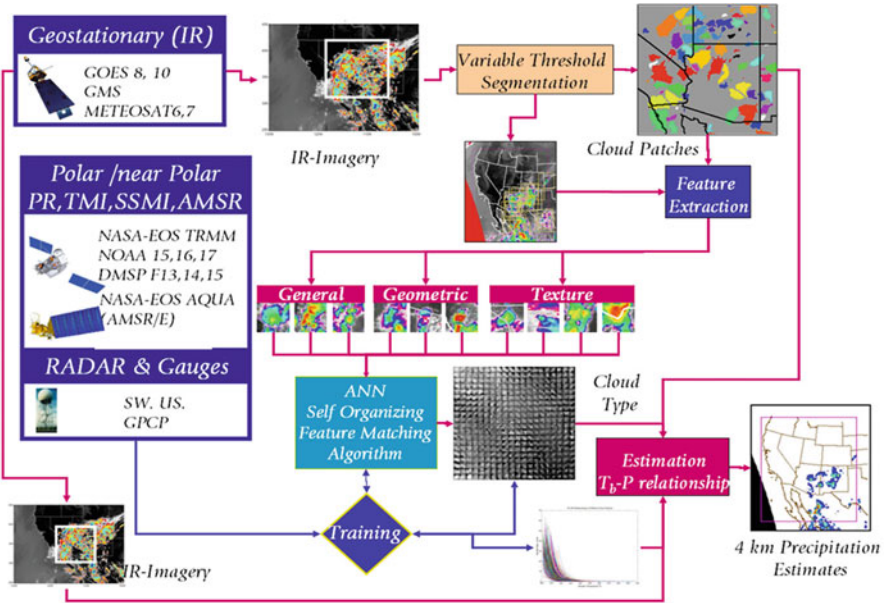 Geostationary (IR)
GOES 8, 10
GMS
METEOSAT6,7
IR-Imagery
Variable Threshold
Segmentation
Cloud Patches
Feature
Extraction
Polar /near Polar
PR,TMI,SSMI,AMSR
NASA-EOS TRMM
NOAA 15,16,17
DMSP F13,14,15
NASA-EOS AQUA
(AMSR/E)
RADAR & Gauges
SW. US.
GPCP
General
Geometric
Texture
ANN
Self Organizing
Feature Matching
Algorithm
Cloud
Type
Estimation
Tb-P relationship
Training
IR-Imagery
4 km Precipitation
Estimates